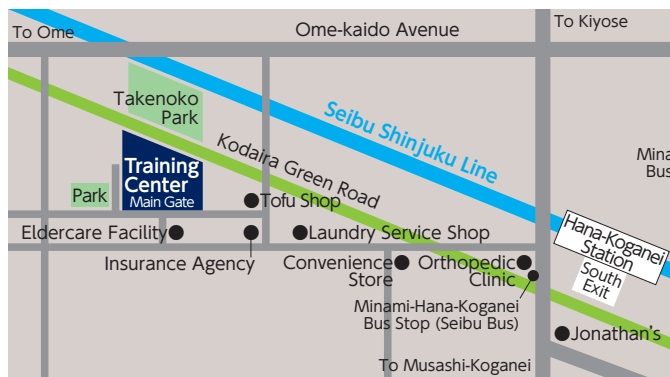 To Kiyose
To Ome
Ome-kaido Avenue
Takenoko
Park
Seibu Shinjuku Line
Kodaira Green Road
Mina
Bus
Training
Center
Main Gate
Park
Tofu Shop
Hana-Koganei
Station
South
Exit
Eldercare Facility
Laundry Service Shop
Insurance Agency
Convenience
Store
Orthopedic
Clinic
Minami-Hana-Koganei
Bus Stop (Seibu Bus)
Jonathan's
To Musashi-Koganei